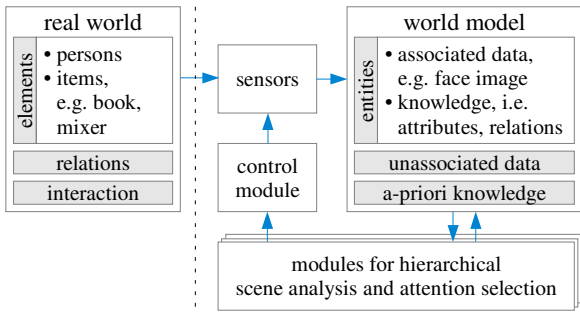 real world
elements
• persons
• items,
e.g. book,
mixer
relations
interaction
sensors
control
module
world model
entities
• associated data,
e.g. face image
• knowledge, i.e.
attributes, relations
unassociated data
a-priori knowledge
modules for hierarchical
scene analysis and attention selection